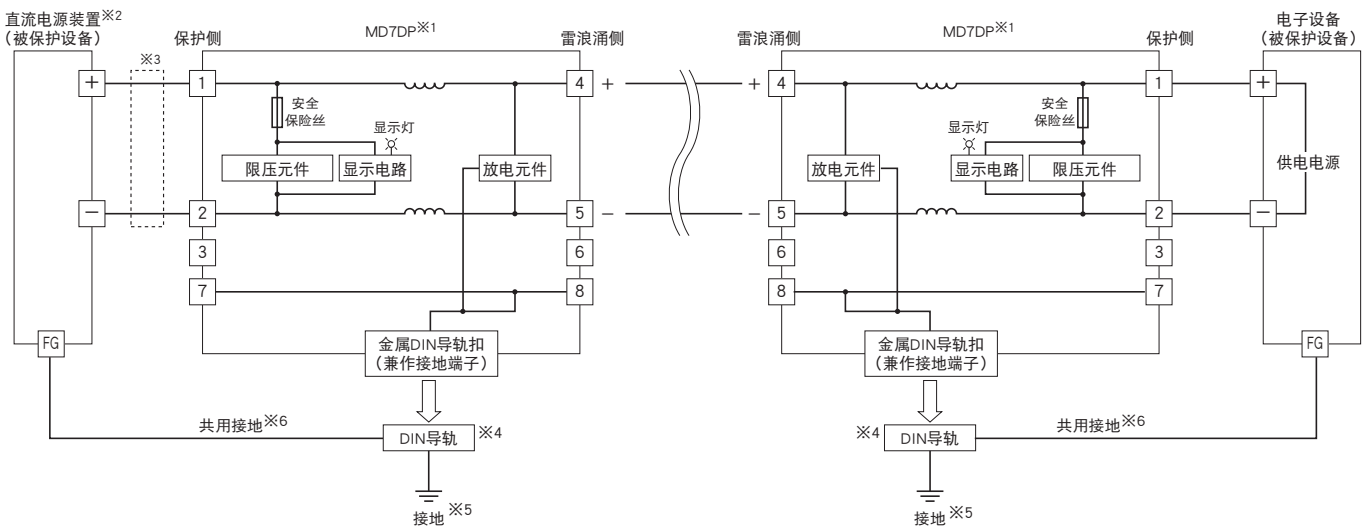 直流电源装置※2
（被保护设备）
※3
保护侧
MD7DP※1
雷浪涌侧
雷浪涌侧
MD7DP※1
保护侧
电子设备
（被保护设备）
+
1
4
+
+
4
1
+
安全
保险丝
显示灯
限压元件
显示电路
放电元件
放电元件
显示灯
显示电路
安全
保险丝
限压元件
供电电源
−
2
5
−
−
5
2
−
3
6
6
3
7
8
8
7
FG
金属DIN导轨扣
（兼作接地端子）
金属DIN导轨扣
（兼作接地端子）
FG
共用接地※6
DIN导轨
※4
※4
DIN导轨
共用接地※6
接地※5
接地※5